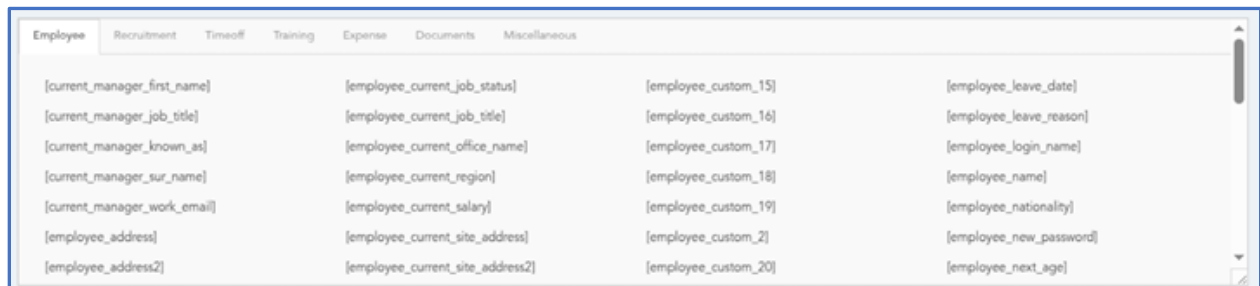 Employee Recruitment Timeoff Training Expense Documents Miscellaneous
[current_manager_first_name] [employee_current_job_status] [employee_custom_15] [employee_leave_date]
[current_manager_job_title] [employee_current_job_title] [employee_custom_16] [employee_leave_reason]
[current_manager_known_as] [employee_current_office_name] [employee_custom_17] [employee_login_name]
[current_manager_sur_name] [employee_current_region] [employee_custom_18] [employee_name]
[current_manager_work_email] [employee_current_salary] [employee_custom_19] [employee_nationality]
[employee_address] [employee_current_site_address] [employee_custom_2] [employee_new_password]
[employee_address2] [employee_current_site_address2] [employee_custom_20] [employee_next_age]